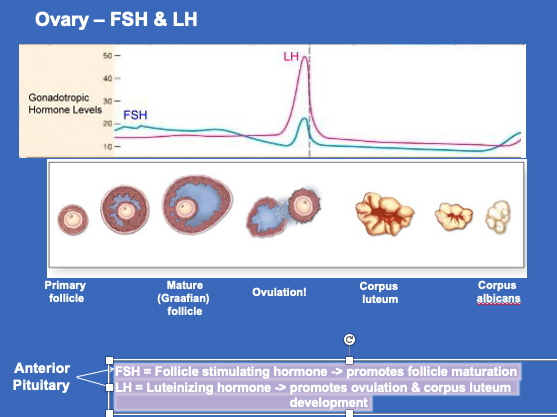 Ovary – FSH & LH
50
40
30
20
10
Gonadotropic
Hormone Levels
FSH
LH
Primary
follicle
Mature
(Graafian)
follicle
Ovulation!
Corpus
luteum
Corpus
albicans
Anterior
Pituitary
FSH = Follicle stimulating hormone -> promotes follicle maturation
LH = Luteinizing hormone -> promotes ovulation & corpus luteum
development